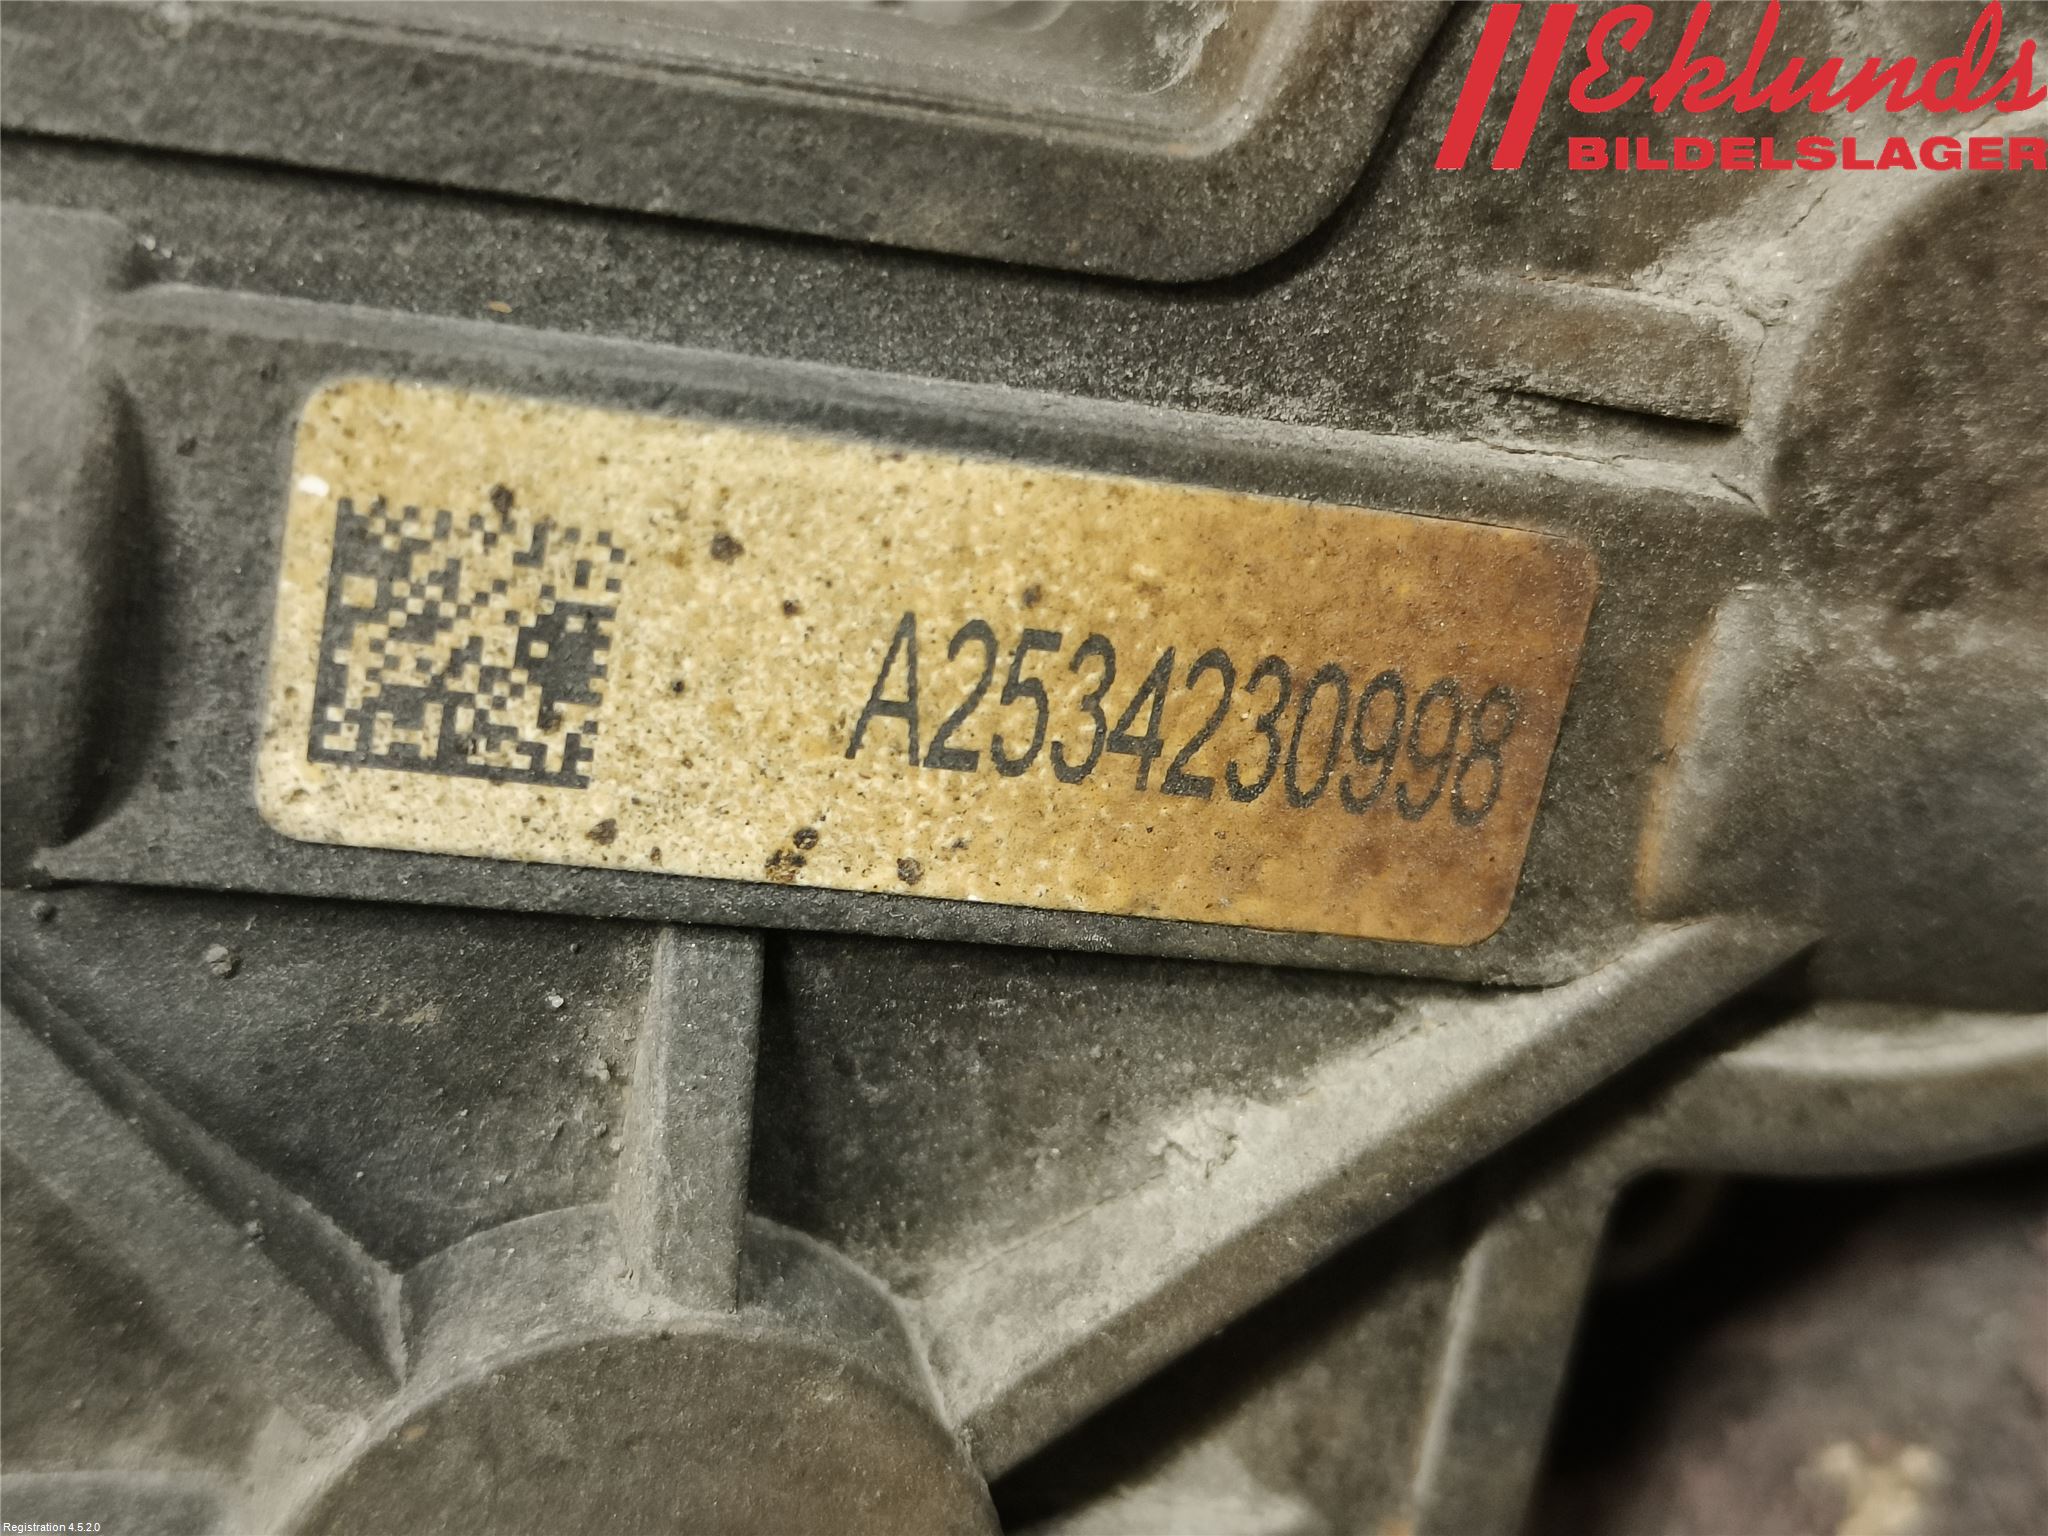 Eklunds
BILDELSLAGER
A2534230998
Registration 4.5.2.0